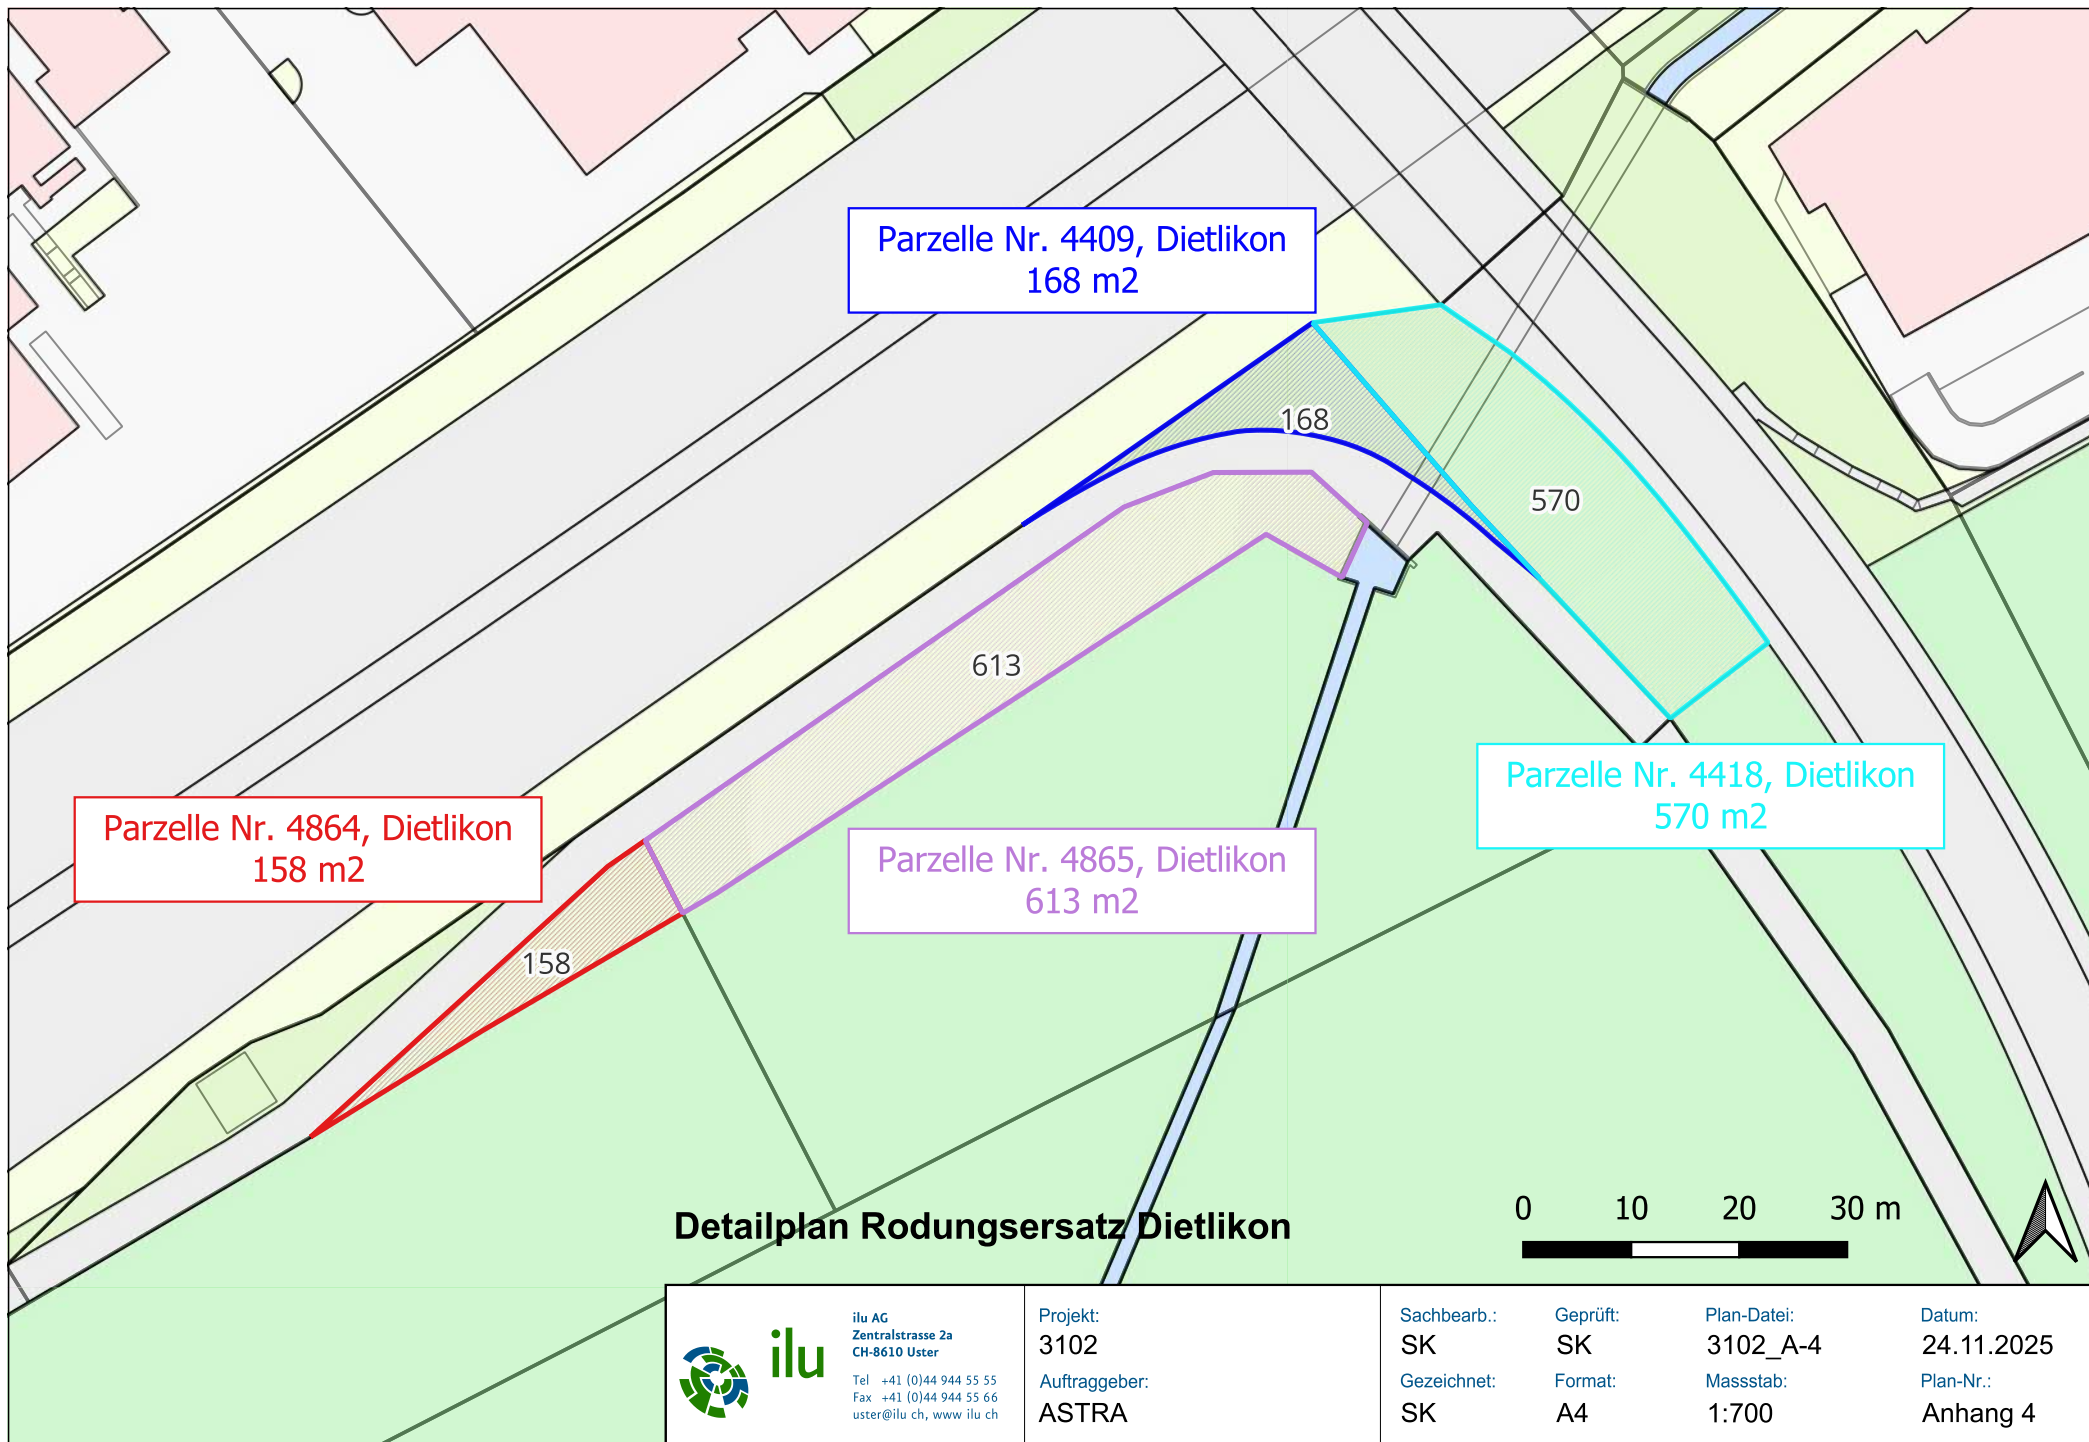 Parzelle Nr. 4409, Dietlikon
168 m2
168
570
613
Parzelle Nr. 4418, Dietlikon
570 m2
Parzelle Nr. 4864, Dietlikon
158 m2
Parzelle Nr. 4865, Dietlikon
613 m2
158
Detailplan Rodungsersatz Dietlikon
0 10 20 30 m
ilu
ilu AG
Zentralstrasse 2a
CH-8610 Uster
Tel +41 (0)44 944 55 55
Fax +41 (0)44 944 55 66
uster@ilu ch, www ilu ch
Projekt:
3102
Auftraggeber:
ASTRA
Sachbearb.: Geprüft: Plan-Datei: Datum:
SK SK 3102_A-4 24.11.2025
Gezeichnet: Format: Massstab: Plan-Nr.:
SK A4 1:700 Anhang 4